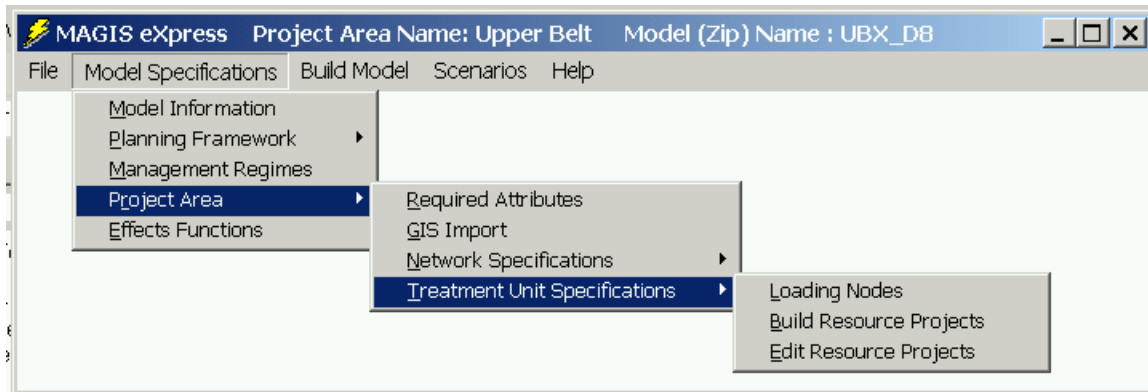 MAGIS eXpress Project Area Name: Upper Belt Model (Zip) Name : UBX_D8
File Model Specifications Build Model Scenarios Help
Model Information
Planning Framework
Management Regimes
Project Area
Effects Functions
Required Attributes
GIS Import
Network Specifications
Treatment Unit Specifications
Loading Nodes
Build Resource Projects
Edit Resource Projects